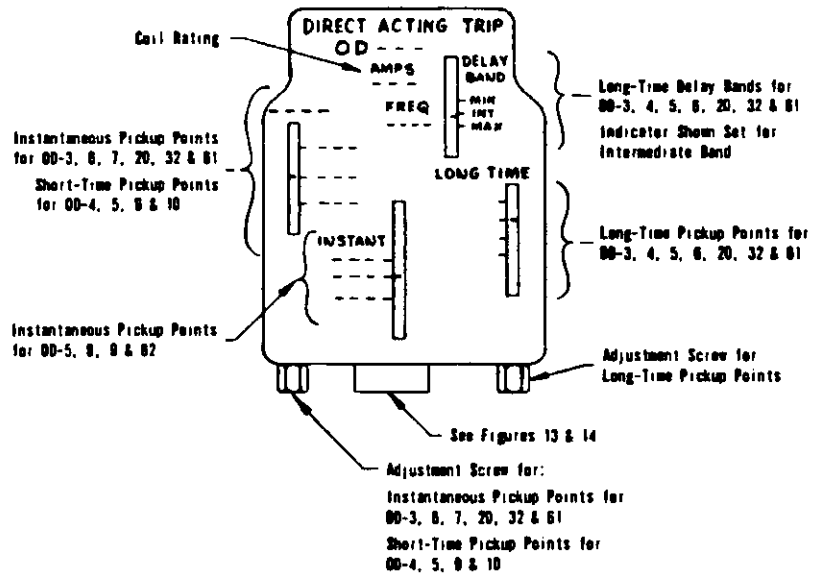 DIRECT ACTING TRIP
OD
Coil Rating
AMPS
DELAY
BAND
FREQ
MIN
INT
MAX
Long-Time Delay Bands for
OD-3, 4, 5, 6, 20, 32 & 61
Indicator Shown Set for
Intermediate Band
Instantaneous Pickup Points
for OD-3, 6, 7, 20, 32 & 61
Short-Time Pickup Points
for OD-4, 5, 9 & 10
LONG TIME
INSTANT
Long-Time Pickup Points for
OD-3, 4, 5, 6, 20, 32 & 61
Instantaneous Pickup Points
for OD-5, 8, 9 & 62
Adjustment Screw for
Long-Time Pickup Points
See Figures 13 & 14
Adjustment Screw for:
Instantaneous Pickup Points for
OD-3, 6, 7, 20, 32 & 61
Short-Time Pickup Points for
OD-4, 5, 9 & 10